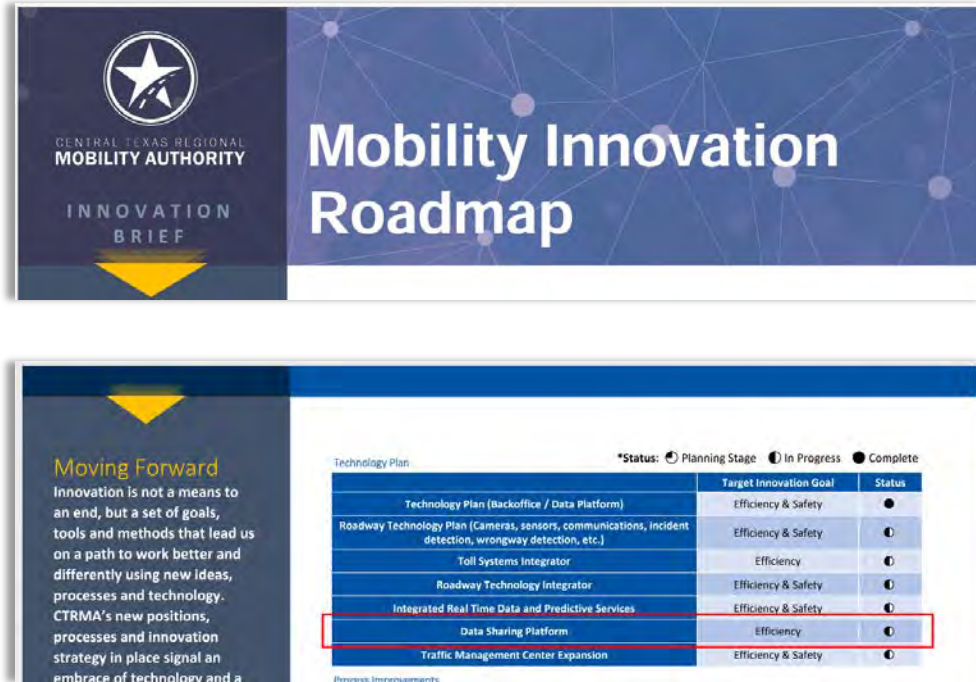 CENTRAL TEXAS REGIONAL
MOBILITY AUTHORITY
INNOVATION
BRIEF
Mobility Innovation
Roadmap
Moving Forward
Innovation is not a means to
an end, but a set of goals,
tools and methods that lead us
on a path to work better and
differently using new ideas,
processes and technology.
CTRMA's new positions,
processes and innovation
strategy in place signal an
embrace of technology and a
Technology Plan
*Status: Planning Stage In Progress Complete
Target Innovation Goal Status
Technology Plan (Backoffice / Data Platform) Efficiency & Safety
Roadway Technology Plan (Cameras, sensors, communications, incident
detection, wrongway detection, etc.) Efficiency & Safety
Toll Systems Integrator Efficiency
Roadway Technology Integrator Efficiency & Safety
Integrated Real Time Data and Predictive Services Efficiency & Safety
Data Sharing Platform Efficiency
Traffic Management Center Expansion Efficiency & Safety
Process Improvements